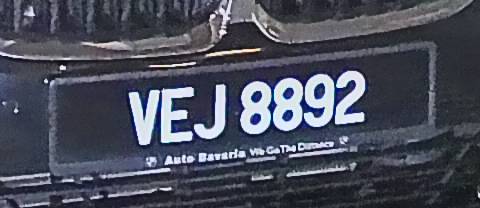 VEJ 8892
Auto Bavaria We Go The Distance